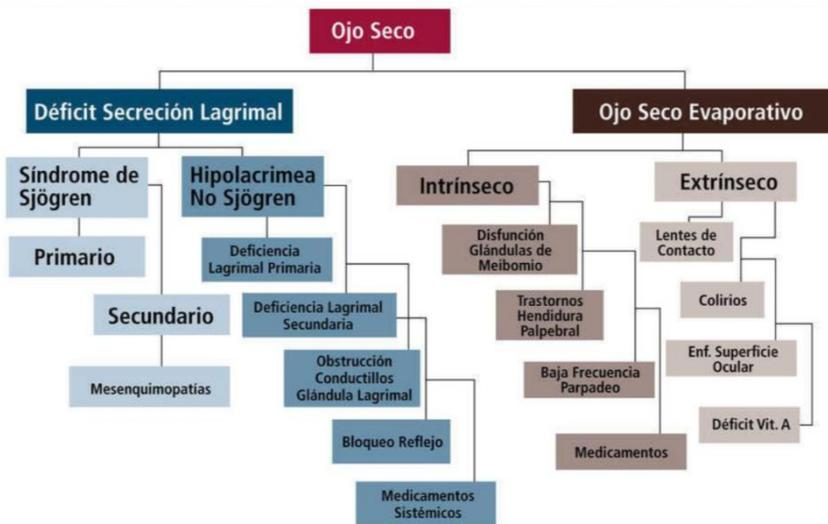 Ojo Seco
Déficit Secreción Lagrimal
Ojo Seco Evaporativo
Síndrome de
Sjögren
Hipolacrimea
No Sjögren
Intrínseco
Extrínseco
Primario
Deficiencia
Lagrimal Primaria
Disfunción
Glándulas de
Meibomio
Lentes de
Contacto
Secundario
Deficiencia Lagrimal
Secundaria
Trastornos
Hendidura
Palpebral
Colirios
Mesenquimopatías
Obstrucción
Conductillos
Glándula Lagrimal
Baja Frecuencia
Parpadeo
Enf. Superficie
Ocular
Bloqueo Reflejo
Medicamentos
Déficit Vit. A
Medicamentos
Sistémicos